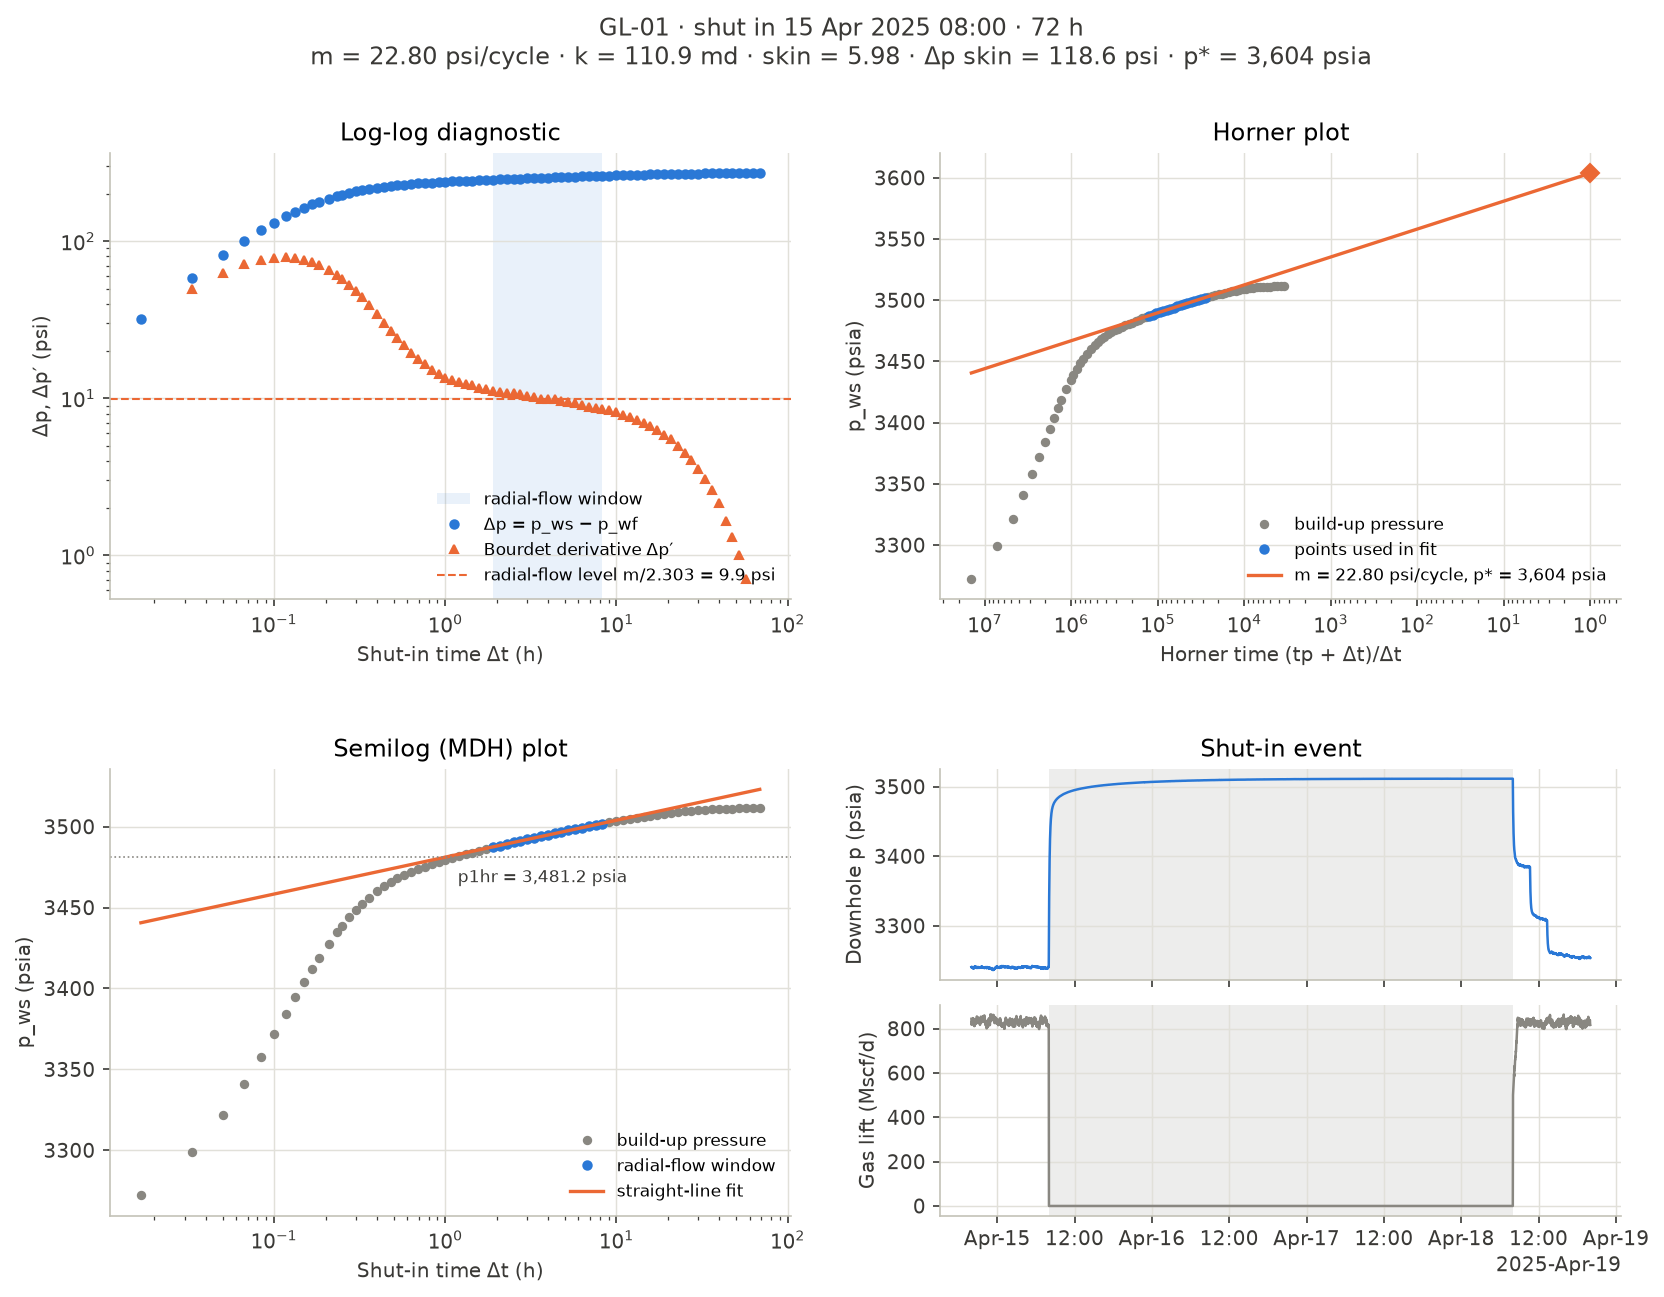 GL-01 · shut in 15 Apr 2025 08:00 · 72 h
m = 22.80 psi/cycle · k = 110.9 md · skin = 5.98 · Δp skin = 118.6 psi · p* = 3,604 psia
Log-log diagnostic
Δp, Δp′ (psi)
10²
10¹
10⁰
radial-flow window
Δp = p_ws − p_wf
Bourdet derivative Δp′
radial-flow level m/2.303 = 9.9 psi
10⁻¹ 10⁰ 10¹ 10²
Shut-in time Δt (h)
Horner plot
p_ws (psia)
3600
3550
3500
3450
3400
3350
3300
build-up pressure
points used in fit
m = 22.80 psi/cycle, p* = 3,604 psia
10⁷ 10⁶ 10⁵ 10⁴ 10³ 10² 10¹ 10⁰
Horner time (tp + Δt)/Δt
Semilog (MDH) plot
p_ws (psia)
3500
3450
3400
3350
3300
p1hr = 3,481.2 psia
build-up pressure
radial-flow window
straight-line fit
10⁻¹ 10⁰ 10¹ 10²
Shut-in time Δt (h)
Shut-in event
Downhole p (psia)
3500
3400
3300
Gas lift (Mscf/d)
800
600
400
200
0
Apr-15 12:00 Apr-16 12:00 Apr-17 12:00 Apr-18 12:00 Apr-19
2025-Apr-19